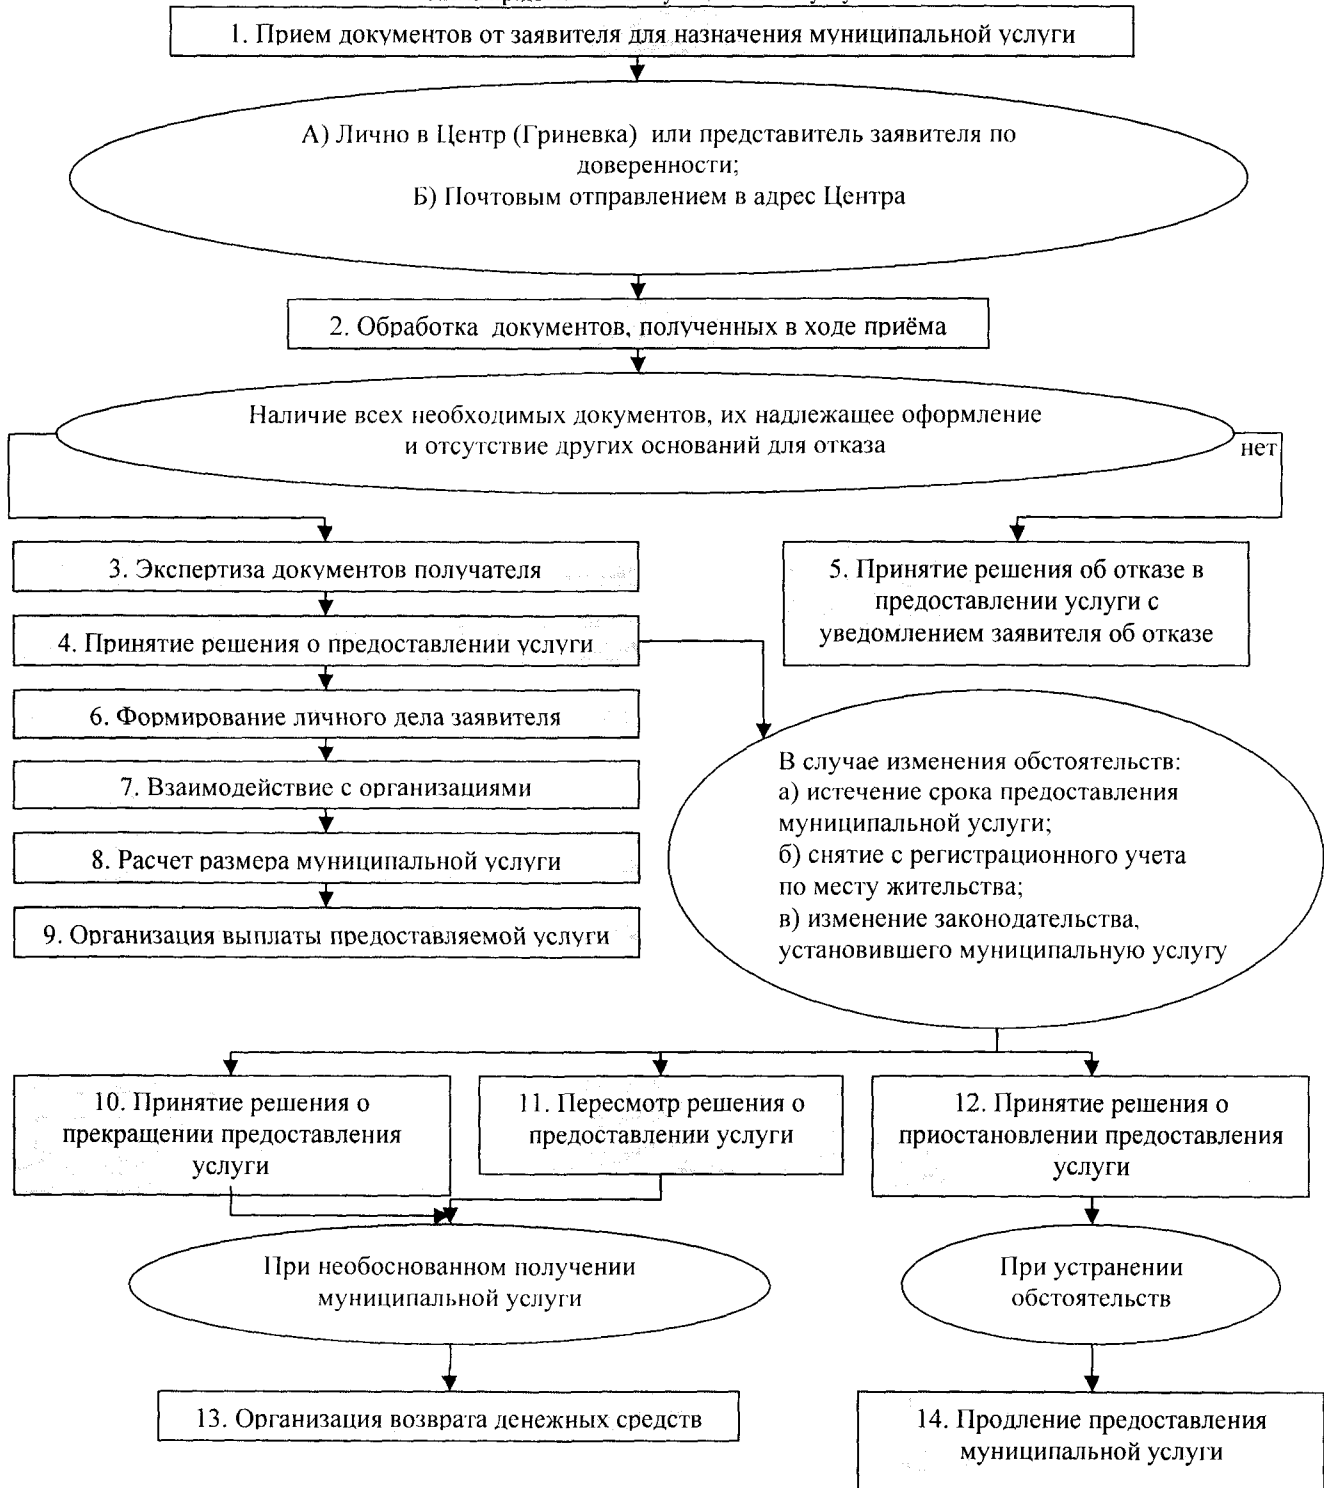 1. Прием документов от заявителя для назначения муниципальной услуги
А) Лично в Центр (Гриневка) или представитель заявителя по
доверенности;
Б) Почтовым отправлением в адрес Центра
2. Обработка документов, полученных в ходе приёма
Наличие всех необходимых документов, их надлежащее оформление
и отсутствие других оснований для отказа
нет
3. Экспертиза документов получателя
4. Принятие решения о предоставлении услуги
5. Принятие решения об отказе в
предоставлении услуги с
уведомлением заявителя об отказе
6. Формирование личного дела заявителя
7. Взаимодействие с организациями
8. Расчет размера муниципальной услуги
9. Организация выплаты предоставляемой услуги
В случае изменения обстоятельств:
а) истечение срока предоставления
муниципальной услуги;
б) снятие с регистрационного учета
по месту жительства;
в) изменение законодательства,
установившего муниципальную услугу
10. Принятие решения о
прекращении предоставления
услуги
11. Пересмотр решения о
предоставлении услуги
12. Принятие решения о
приостановлении предоставления
услуги
При необоснованном получении
муниципальной услуги
При устранении
обстоятельств
13. Организация возврата денежных средств
14. Продление предоставления
муниципальной услуги